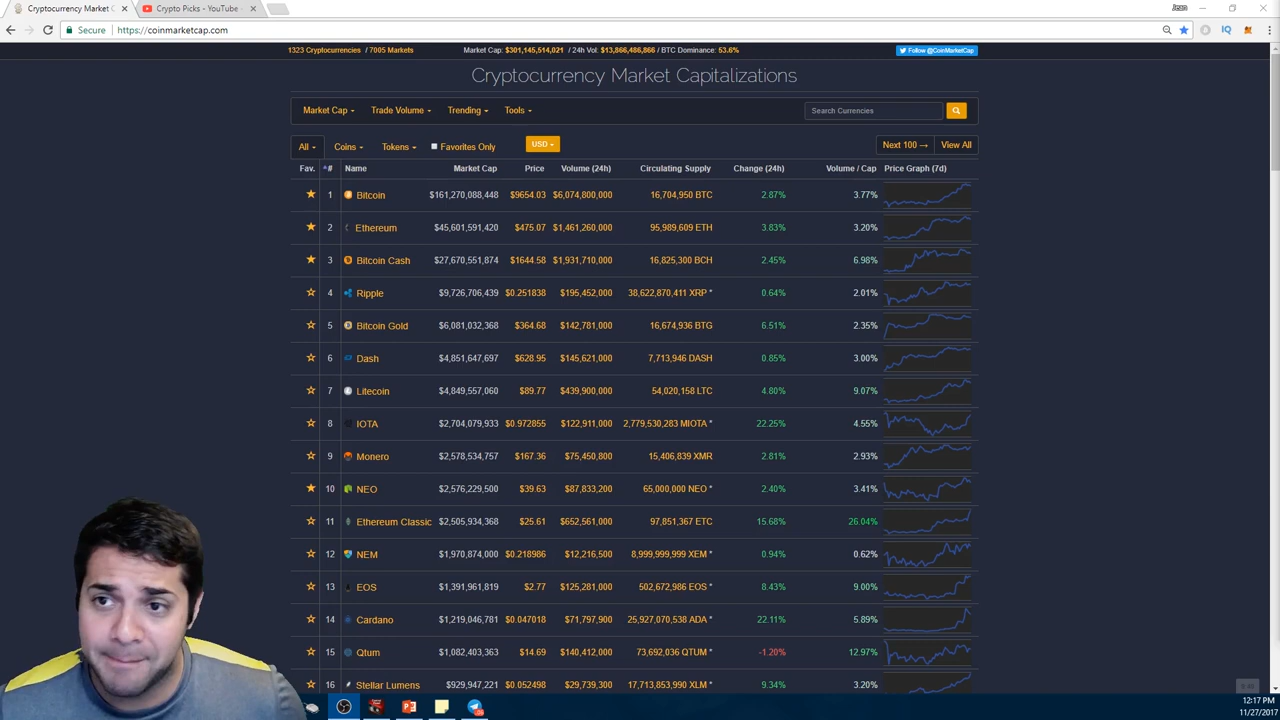 Cryptocurrency Market C
Crypto Picks - YouTube -
Jean
Secure https://coinmarketcap.com
1323 Cryptocurrencies / 7005 Markets Market Cap: $301,145,514,021 / 24h Vol: $13,866,486,866 / BTC Dominance: 53.6% Follow @CoinMarketCap
Cryptocurrency Market Capitalizations
Market Cap Trade Volume Trending Tools Search Currencies
All Coins Tokens Favorites Only USD Next 100 → View All
Fav. # Name Market Cap Price Volume (24h) Circulating Supply Change (24h) Volume / Cap Price Graph (7d)
1 Bitcoin $161,270,088,448 $9654.03 $6,074,800,000 16,704,950 BTC 2.87% 3.77%
2 Ethereum $45,601,591,420 $475.07 $1,461,260,000 95,989,609 ETH 3.83% 3.20%
3 Bitcoin Cash $27,670,551,874 $1644.58 $1,931,710,000 16,825,300 BCH 2.45% 6.98%
4 Ripple $9,726,706,439 $0.251838 $195,452,000 38,622,870,411 XRP * 0.64% 2.01%
5 Bitcoin Gold $6,081,032,368 $364.68 $142,781,000 16,674,936 BTG 6.51% 2.35%
6 Dash $4,851,647,697 $628.95 $145,621,000 7,713,946 DASH 0.85% 3.00%
7 Litecoin $4,849,557,060 $89.77 $439,900,000 54,020,158 LTC 4.80% 9.07%
8 IOTA $2,704,079,333 $0.972855 $122,911,000 2,779,530,283 MIOTA * 22.25% 4.55%
9 Monero $2,578,534,757 $167.36 $75,450,800 15,406,839 XMR 2.81% 2.93%
10 NEO $2,576,229,500 $39.63 $87,833,200 65,000,000 NEO * 2.40% 3.41%
11 Ethereum Classic $2,505,934,368 $25.61 $652,561,000 97,851,367 ETC 15.68% 26.04%
12 NEM $1,970,874,000 $0.218986 $12,216,500 8,999,999,999 XEM * 0.94% 0.62%
13 EOS $1,391,961,819 $2.77 $125,281,000 502,672,986 EOS * 8.43% 9.00%
14 Cardano $1,219,046,781 $0.047018 $71,797,900 25,927,070,538 ADA * 22.11% 5.89%
15 Qtum $1,082,403,363 $14.69 $140,412,000 73,692,036 QTUM * -1.20% 12.97%
16 Stellar Lumens $929,947,221 $0.052498 $29,739,300 17,713,853,990 XLM * 9.34% 3.20%
12:17 PM
11/27/2017